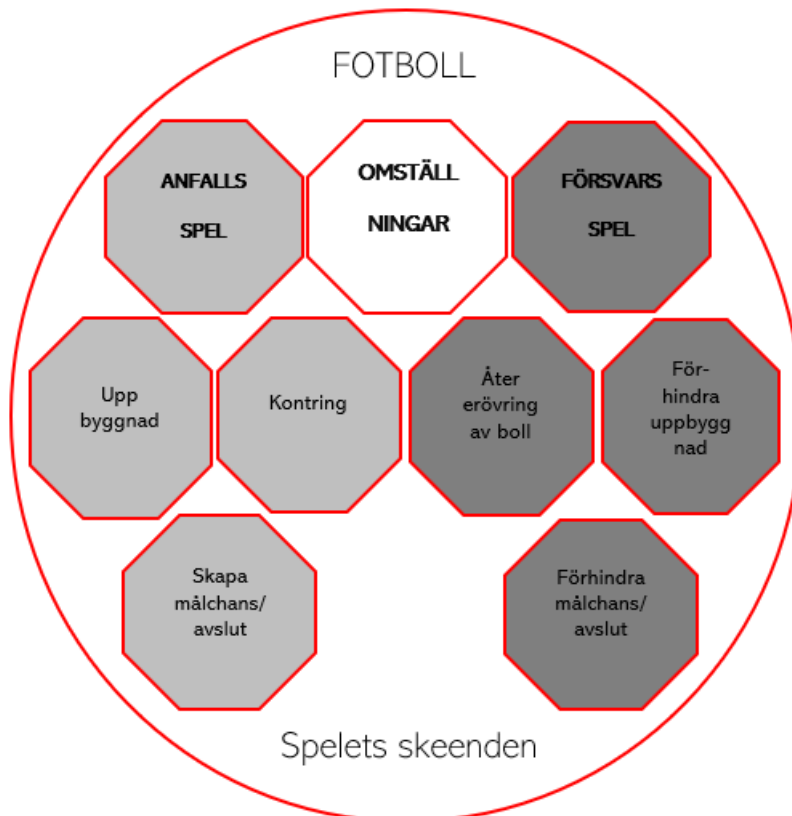 FOTBOLL
ANFALLS
SPEL
OMSTÄLL
NINGAR
FÖRSVARS
SPEL
Upp
byggnad
Kontring
Åter
erövring
av boll
För-
hindra
uppbygg
nad
Skapa
målchans/
avslut
Förhindra
målchans/
avslut
Spelets skeenden